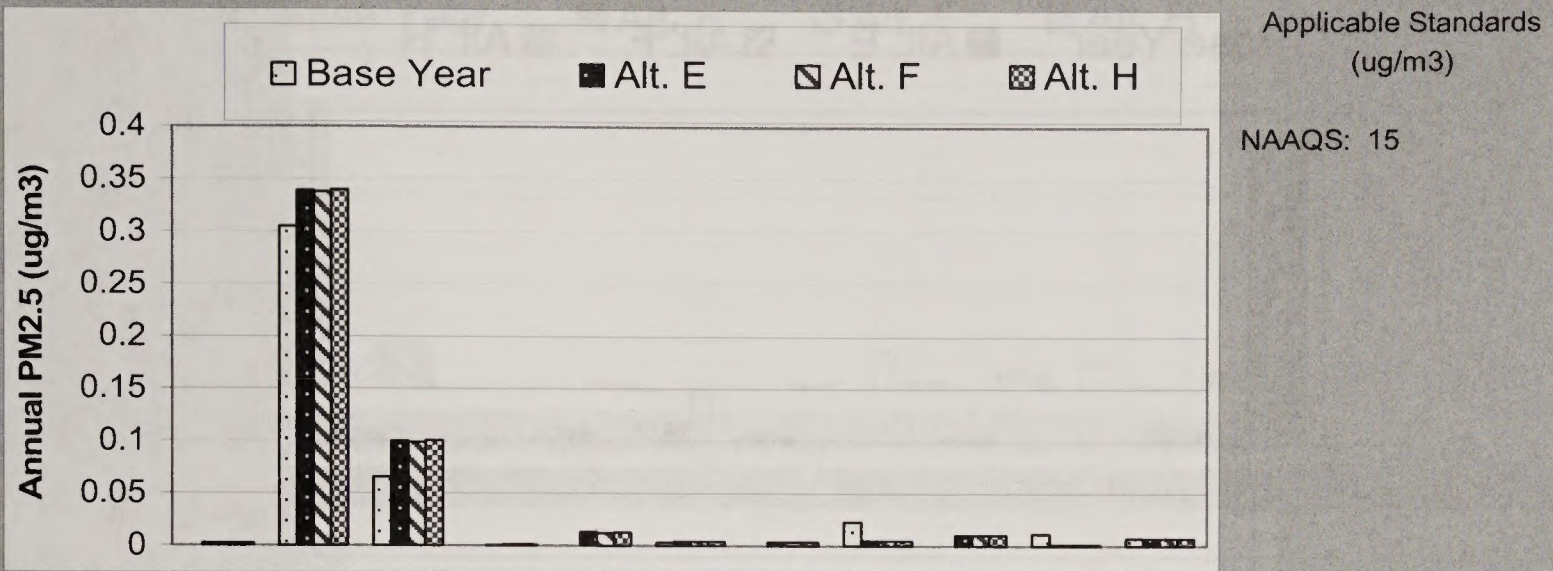 Applicable Standards
(ug/m3)
NAAQS: 15
Base Year Alt. E Alt. F Alt. H
Annual PM2.5 (ug/m3)
0.4
0.35
0.3
0.25
0.2
0.15
0.1
0.05
0